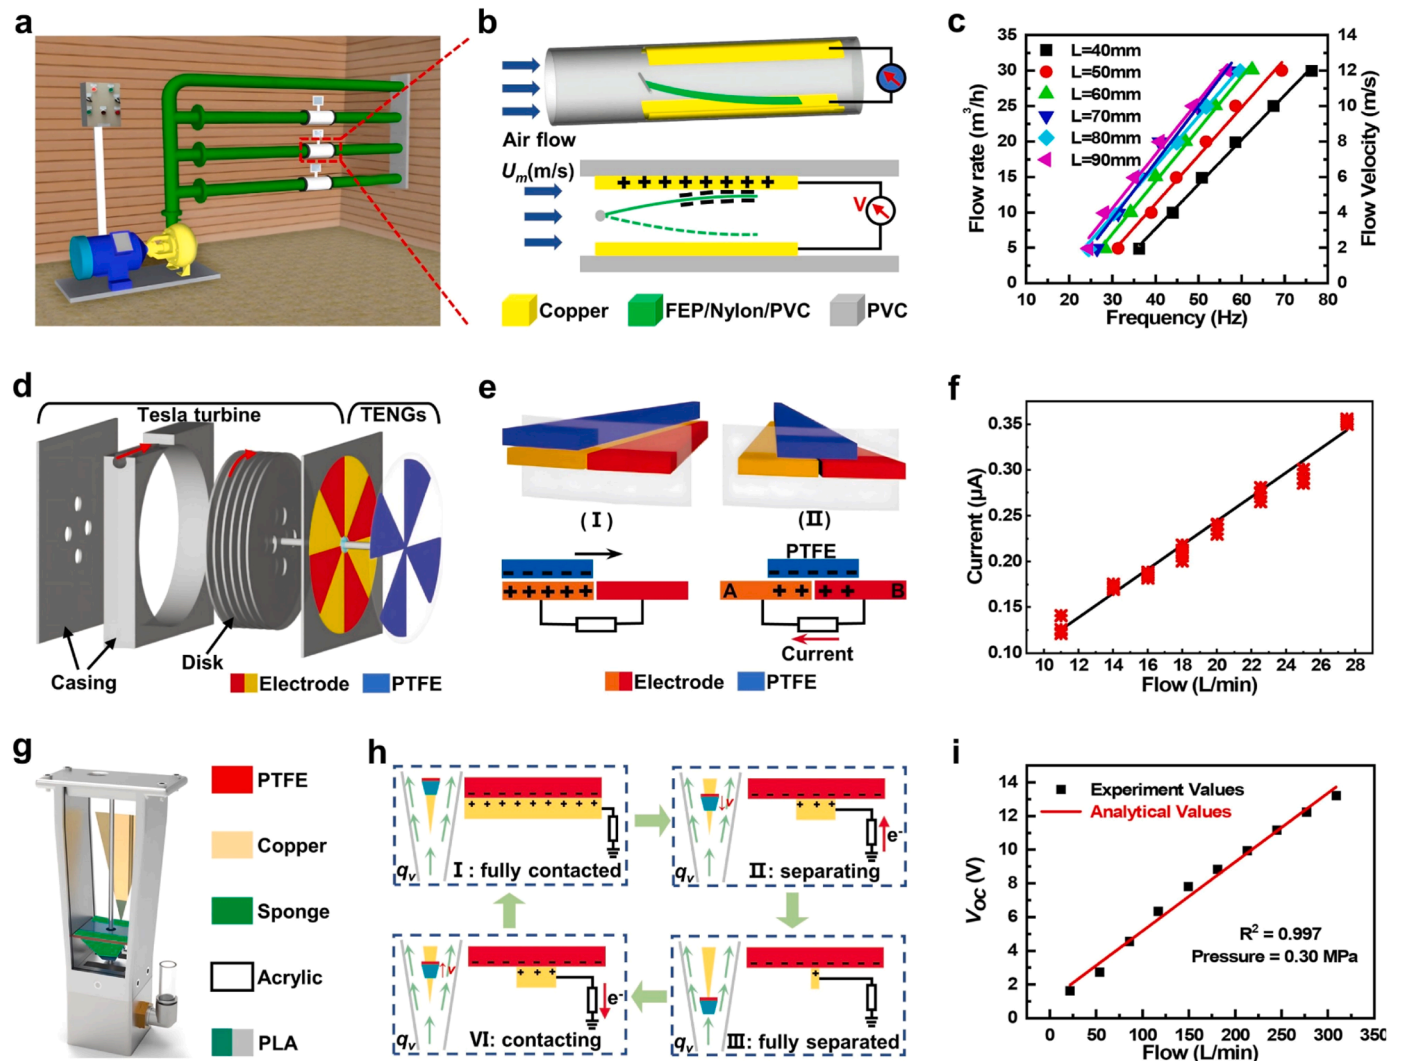 a
b
Air flow
Um(m/s)
+ + + + + + + +
V
Copper
FEP/Nylon/PVC
PVC
c
L=40mm
L=50mm
L=60mm
L=70mm
L=80mm
L=90mm
35
30
25
20
15
10
5
0
14
12
10
8
6
4
2
0
10 20 30 40 50 60 70 80
Flow rate (m³/h)
Flow Velocity (m/s)
Frequency (Hz)
d
Tesla turbine
TENGs
Casing
Disk
Electrode
PTFE
e
(Ⅰ)
(Ⅱ)
PTFE
+ + + + +
A + + + + B
Current
Electrode
PTFE
f
0.35
0.30
0.25
0.20
0.15
0.10
10 12 14 16 18 20 22 24 26 28
Current (μA)
Flow (L/min)
g
PTFE
Copper
Sponge
Acrylic
PLA
h
qv
Ⅰ: fully contacted
v
e-
qv
Ⅱ: separating
v
e-
qv
Ⅵ: contacting
qv
Ⅲ: fully separated
i
14
12
10
8
6
4
2
0
Experiment Values
Analytical Values
R² = 0.997
Pressure = 0.30 MPa
0 50 100 150 200 250 300 350
VOC (V)
Flow (L/min)